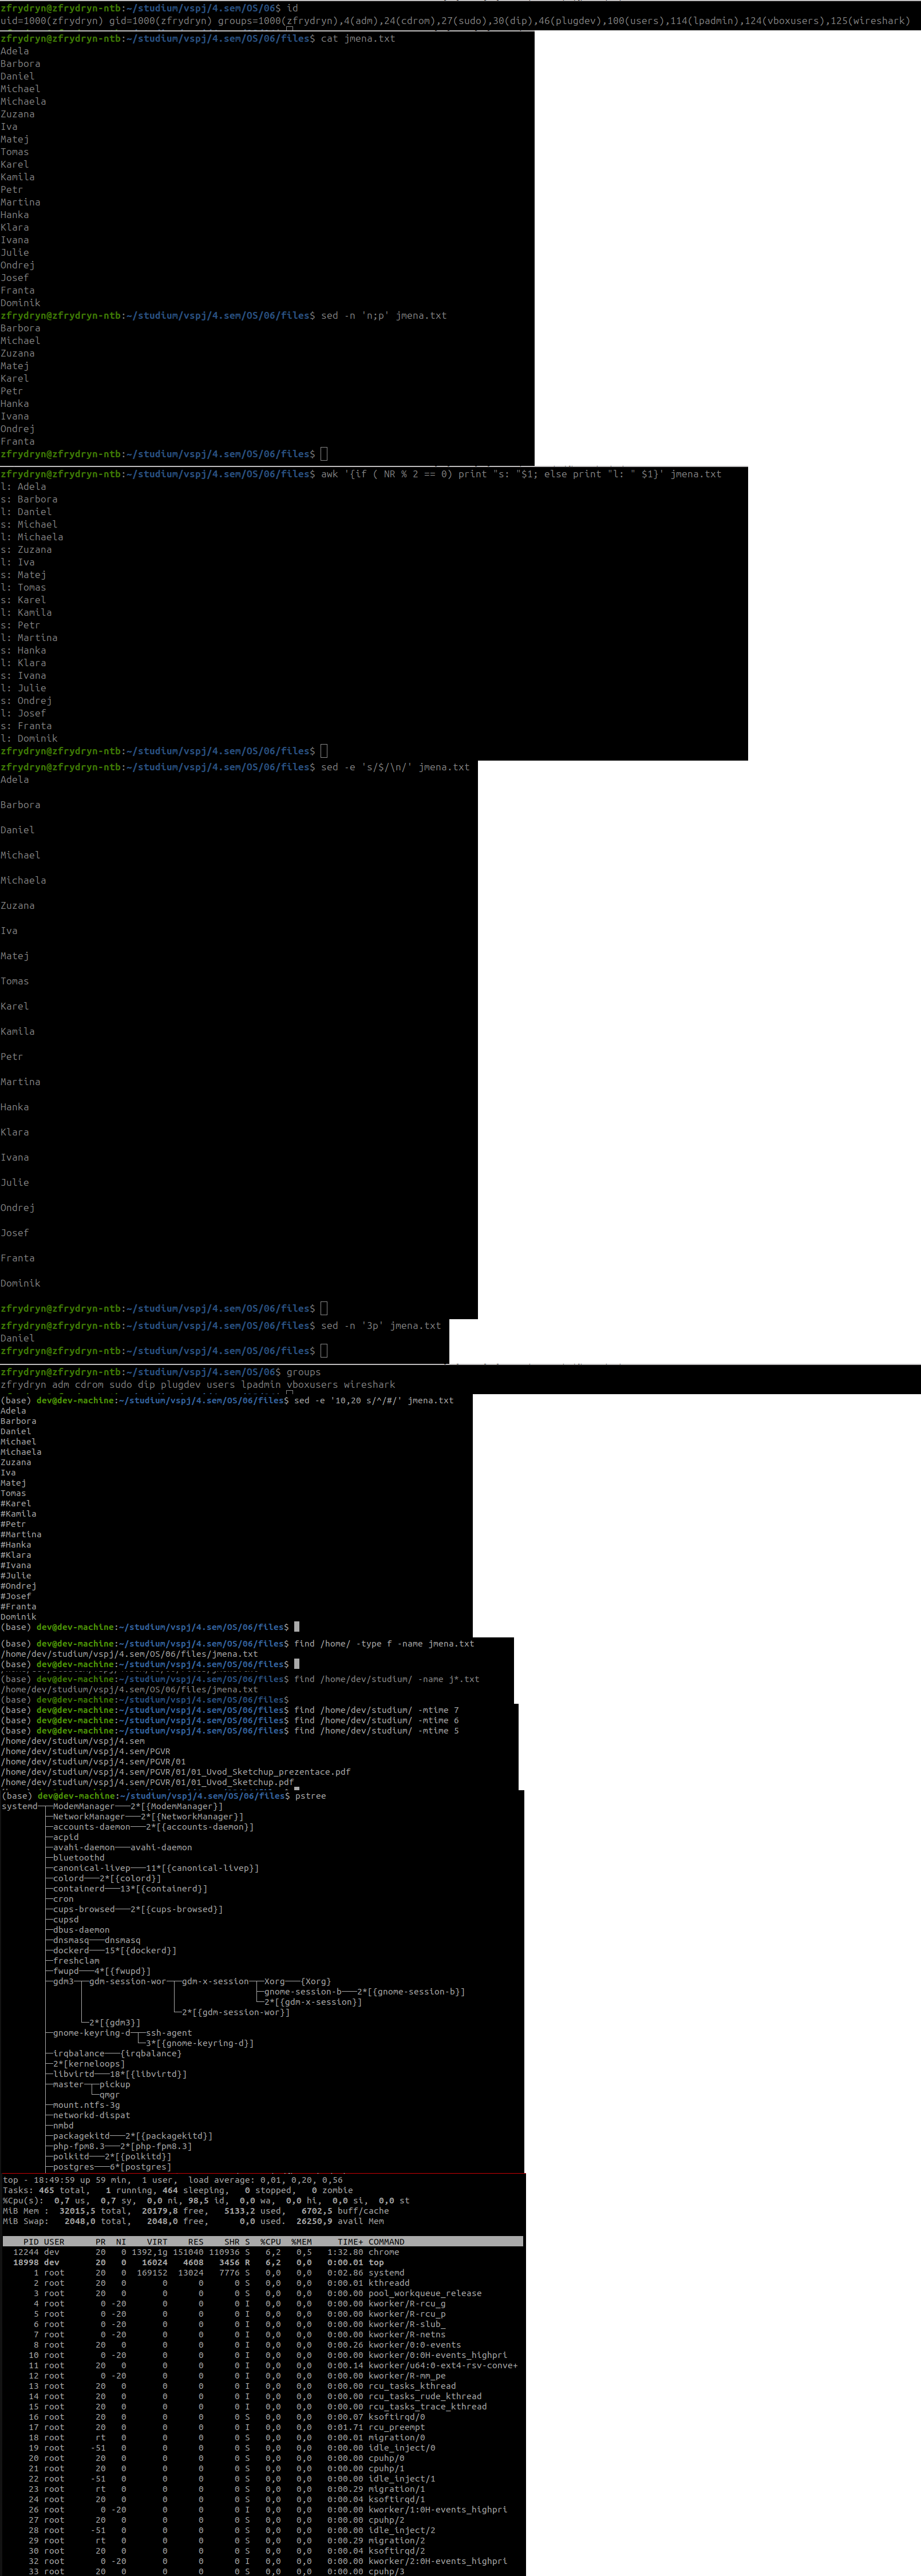 zfrydryn@zfrydryn-ntb:~/studium/vspj/4.sem/OS/06$ id
uid=1000(zfrydryn) gid=1000(zfrydryn) groups=1000(zfrydryn),4(adm),24(cdrom),27(sudo),30(dip),46(plugdev),100(users),114(lpadmin),124(vboxusers),125(wireshark)
zfrydryn@zfrydryn-ntb:~/studium/vspj/4.sem/OS/06/files$ cat jmena.txt
Adela
Barbora
Daniel
Michael
Michaela
Zuzana
Iva
Matej
Tomas
Karel
Kamila
Petr
Martina
Hanka
Klara
Ivana
Julie
Ondrej
Josef
Franta
Dominik
zfrydryn@zfrydryn-ntb:~/studium/vspj/4.sem/OS/06/files$ sed -n 'n;p' jmena.txt
Barbora
Michael
Zuzana
Matej
Karel
Petr
Hanka
Ivana
Ondrej
Franta
zfrydryn@zfrydryn-ntb:~/studium/vspj/4.sem/OS/06/files$
zfrydryn@zfrydryn-ntb:~/studium/vspj/4.sem/OS/06/files$ awk '{if ( NR % 2 == 0) print "s: "$1; else print "l: " $1}' jmena.txt
l: Adela
s: Barbora
l: Daniel
s: Michael
l: Michaela
s: Zuzana
l: Iva
s: Matej
l: Tomas
s: Karel
l: Kamila
s: Petr
l: Martina
s: Hanka
l: Klara
s: Ivana
l: Julie
s: Ondrej
l: Josef
s: Franta
l: Dominik
zfrydryn@zfrydryn-ntb:~/studium/vspj/4.sem/OS/06/files$
zfrydryn@zfrydryn-ntb:~/studium/vspj/4.sem/OS/06/files$ sed -e 's/$/\n/' jmena.txt
Adela
Barbora
Daniel
Michael
Michaela
Zuzana
Iva
Matej
Tomas
Karel
Kamila
Petr
Martina
Hanka
Klara
Ivana
Julie
Ondrej
Josef
Franta
Dominik
zfrydryn@zfrydryn-ntb:~/studium/vspj/4.sem/OS/06/files$
zfrydryn@zfrydryn-ntb:~/studium/vspj/4.sem/OS/06/files$ sed -n '3p' jmena.txt
Daniel
zfrydryn@zfrydryn-ntb:~/studium/vspj/4.sem/OS/06/files$
zfrydryn@zfrydryn-ntb:~/studium/vspj/4.sem/OS/06$ groups
zfrydryn adm cdrom sudo dip plugdev users lpadmin vboxusers wireshark
(base) dev@dev-machine:~/studium/vspj/4.sem/OS/06/files$ sed -e '10,20 s/^/#/' jmena.txt
Adela
Barbora
Daniel
Michael
Michaela
Zuzana
Iva
Matej
Tomas
#Karel
#Kamila
#Petr
#Martina
#Hanka
#Klara
#Ivana
#Julie
#Ondrej
#Josef
#Franta
Dominik
(base) dev@dev-machine:~/studium/vspj/4.sem/OS/06/files$
(base) dev@dev-machine:~/studium/vspj/4.sem/OS/06/files$ find /home/ -type f -name jmena.txt
/home/dev/studium/vspj/4.sem/OS/06/files/jmena.txt
(base) dev@dev-machine:~/studium/vspj/4.sem/OS/06/files$
(base) dev@dev-machine:~/studium/vspj/4.sem/OS/06/files$ find /home/dev/studium/ -name j*.txt
/home/dev/studium/vspj/4.sem/OS/06/files/jmena.txt
(base) dev@dev-machine:~/studium/vspj/4.sem/OS/06/files$
(base) dev@dev-machine:~/studium/vspj/4.sem/OS/06/files$ find /home/dev/studium/ -mtime 7
(base) dev@dev-machine:~/studium/vspj/4.sem/OS/06/files$ find /home/dev/studium/ -mtime 6
(base) dev@dev-machine:~/studium/vspj/4.sem/OS/06/files$ find /home/dev/studium/ -mtime 5
/home/dev/studium/vspj/4.sem
/home/dev/studium/vspj/4.sem/PGVR
/home/dev/studium/vspj/4.sem/PGVR/01
/home/dev/studium/vspj/4.sem/PGVR/01/01_Uvod_Sketchup_prezentace.pdf
/home/dev/studium/vspj/4.sem/PGVR/01/01_Uvod_Sketchup.pdf
(base) dev@dev-machine:~/studium/vspj/4.sem/OS/06/files$ pstree
systemd─┬─ModemManager───2*[{ModemManager}]
├─NetworkManager───2*[{NetworkManager}]
├─accounts-daemon───2*[{accounts-daemon}]
├─acpid
├─avahi-daemon───avahi-daemon
├─bluetoothd
├─canonical-livep───11*[{canonical-livep}]
├─colord───2*[{colord}]
├─containerd───13*[{containerd}]
├─cron
├─cups-browsed───2*[{cups-browsed}]
├─cupsd
├─dbus-daemon
├─dnsmasq───dnsmasq
├─dockerd───15*[{dockerd}]
├─freshclam
├─fwupd───4*[{fwupd}]
├─gdm3─┬─gdm-session-wor─┬─gdm-x-session─┬─Xorg───{Xorg}
│ │ │ ├─gnome-session-b───2*[{gnome-session-b}]
│ │ │ └─2*[{gdm-x-session}]
│ │ └─2*[{gdm-session-wor}]
│ └─2*[{gdm3}]
├─gnome-keyring-d─┬─ssh-agent
│ └─3*[{gnome-keyring-d}]
├─irqbalance───{irqbalance}
├─2*[kerneloops]
├─libvirtd───18*[{libvirtd}]
├─master─┬─pickup
│ └─qmgr
├─mount.ntfs-3g
├─networkd-dispat
├─nmbd
├─packagekitd───2*[{packagekitd}]
├─php-fpm8.3───2*[php-fpm8.3]
├─polkitd───2*[{polkitd}]
├─postgres───6*[postgres]
top - 18:49:59 up 59 min, 1 user, load average: 0,01, 0,20, 0,56
Tasks: 465 total, 1 running, 464 sleeping, 0 stopped, 0 zombie
%Cpu(s): 0,7 us, 0,7 sy, 0,0 ni, 98,5 id, 0,0 wa, 0,0 hi, 0,0 si, 0,0 st
MiB Mem : 32015,5 total, 20179,8 free, 5133,2 used, 6702,5 buff/cache
MiB Swap: 2048,0 total, 2048,0 free, 0,0 used. 26250,9 avail Mem
PID USER PR NI VIRT RES SHR S %CPU %MEM TIME+ COMMAND
12244 dev 20 0 1392,1g 151040 110936 S 6,2 0,5 1:32.80 chrome
18998 dev 20 0 16024 4608 3456 R 6,2 0,0 0:00.01 top
1 root 20 0 169152 13024 7776 S 0,0 0,0 0:02.86 systemd
2 root 20 0 0 0 0 S 0,0 0,0 0:00.01 kthreadd
3 root 20 0 0 0 0 S 0,0 0,0 0:00.00 pool_workqueue_release
4 root 0 -20 0 0 0 I 0,0 0,0 0:00.00 kworker/R-rcu_g
5 root 0 -20 0 0 0 I 0,0 0,0 0:00.00 kworker/R-rcu_p
6 root 0 -20 0 0 0 I 0,0 0,0 0:00.00 kworker/R-slub_
7 root 0 -20 0 0 0 I 0,0 0,0 0:00.00 kworker/R-netns
8 root 20 0 0 0 0 I 0,0 0,0 0:00.26 kworker/0:0-events
10 root 0 -20 0 0 0 I 0,0 0,0 0:00.00 kworker/0:0H-events_highpri
11 root 20 0 0 0 0 I 0,0 0,0 0:00.14 kworker/u64:0-ext4-rsv-conve+
12 root 0 -20 0 0 0 I 0,0 0,0 0:00.00 kworker/R-mm_pe
13 root 20 0 0 0 0 I 0,0 0,0 0:00.00 rcu_tasks_kthread
14 root 20 0 0 0 0 I 0,0 0,0 0:00.00 rcu_tasks_rude_kthread
15 root 20 0 0 0 0 I 0,0 0,0 0:00.00 rcu_tasks_trace_kthread
16 root 20 0 0 0 0 S 0,0 0,0 0:00.07 ksoftirqd/0
17 root 20 0 0 0 0 I 0,0 0,0 0:01.71 rcu_preempt
18 root rt 0 0 0 0 S 0,0 0,0 0:00.01 migration/0
19 root -51 0 0 0 0 S 0,0 0,0 0:00.00 idle_inject/0
20 root 20 0 0 0 0 S 0,0 0,0 0:00.00 cpuhp/0
21 root 20 0 0 0 0 S 0,0 0,0 0:00.00 cpuhp/1
22 root -51 0 0 0 0 S 0,0 0,0 0:00.00 idle_inject/1
23 root rt 0 0 0 0 S 0,0 0,0 0:00.29 migration/1
24 root 20 0 0 0 0 S 0,0 0,0 0:00.04 ksoftirqd/1
26 root 0 -20 0 0 0 I 0,0 0,0 0:00.00 kworker/1:0H-events_highpri
27 root 20 0 0 0 0 S 0,0 0,0 0:00.00 cpuhp/2
28 root -51 0 0 0 0 S 0,0 0,0 0:00.00 idle_inject/2
29 root rt 0 0 0 0 S 0,0 0,0 0:00.29 migration/2
30 root 20 0 0 0 0 S 0,0 0,0 0:00.04 ksoftirqd/2
32 root 0 -20 0 0 0 I 0,0 0,0 0:00.00 kworker/2:0H-events_highpri
33 root 20 0 0 0 0 S 0,0 0,0 0:00.00 cpuhp/3